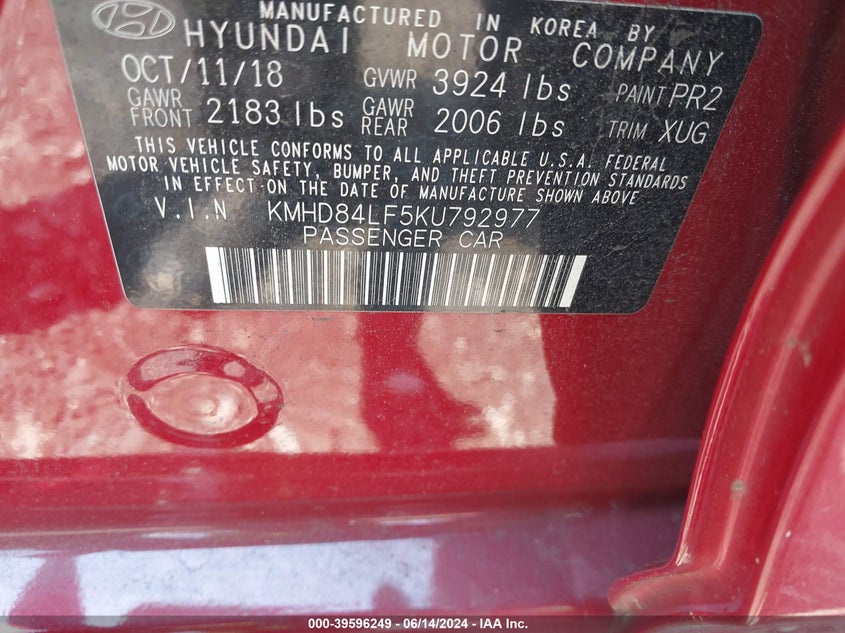 MANUFACTURED IN KOREA BY
HYUNDAI MOTOR COMPANY
OCT/11/18 GVWR 3924 lbs PAINT PR2
GAWR FRONT 2183 lbs GAWR REAR 2006 lbs TRIM XUG
THIS VEHICLE CONFORMS TO ALL APPLICABLE U.S.A. FEDERAL
MOTOR VEHICLE SAFETY, BUMPER, AND THEFT PREVENTION STANDARDS
IN EFFECT ON THE DATE OF MANUFACTURE SHOWN ABOVE
V.I.N KMHD84LF5KU792977
PASSENGER CAR
000-39596249 - 06/14/2024 - IAA Inc.